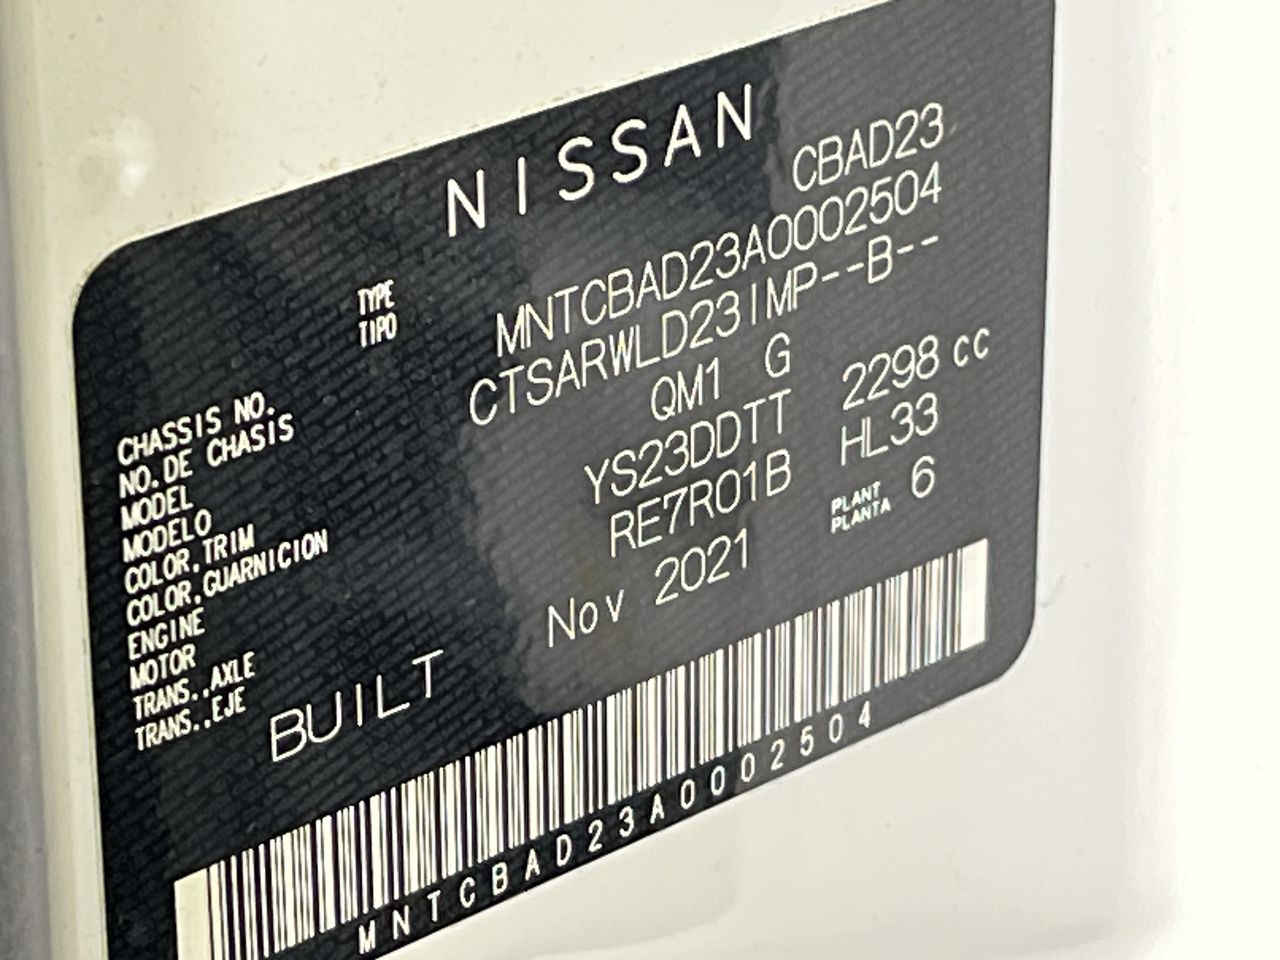 NISSAN
TYPE
TIPO
CBAD23
CHASSIS NO.
NO.DE CHASIS
MNTCBAD23A0002504
MODEL
MODELO
CTSARWLD23IMP--B--
COLOR,TRIM
COLOR,GUARNICION
QM1 G
ENGINE
MOTOR
YS23DDTT 2298 cc
TRANS.,AXLE
TRANS.,EJE
RE7R01B HL33
BUILT Nov 2021
PLANT
PLANTA
6
MNTCBAD23A0002504